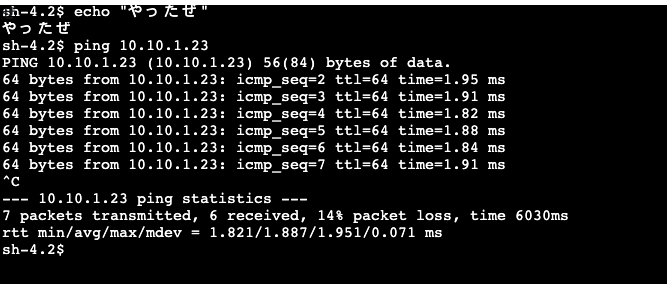 sh-4.2$ echo "やったぜ"
やったぜ
sh-4.2$ ping 10.10.1.23
PING 10.10.1.23 (10.10.1.23) 56(84) bytes of data.
64 bytes from 10.10.1.23: icmp_seq=2 ttl=64 time=1.95 ms
64 bytes from 10.10.1.23: icmp_seq=3 ttl=64 time=1.91 ms
64 bytes from 10.10.1.23: icmp_seq=4 ttl=64 time=1.82 ms
64 bytes from 10.10.1.23: icmp_seq=5 ttl=64 time=1.88 ms
64 bytes from 10.10.1.23: icmp_seq=6 ttl=64 time=1.84 ms
64 bytes from 10.10.1.23: icmp_seq=7 ttl=64 time=1.91 ms
^C
--- 10.10.1.23 ping statistics ---
7 packets transmitted, 6 received, 14% packet loss, time 6030ms
rtt min/avg/max/mdev = 1.821/1.887/1.951/0.071 ms
sh-4.2$